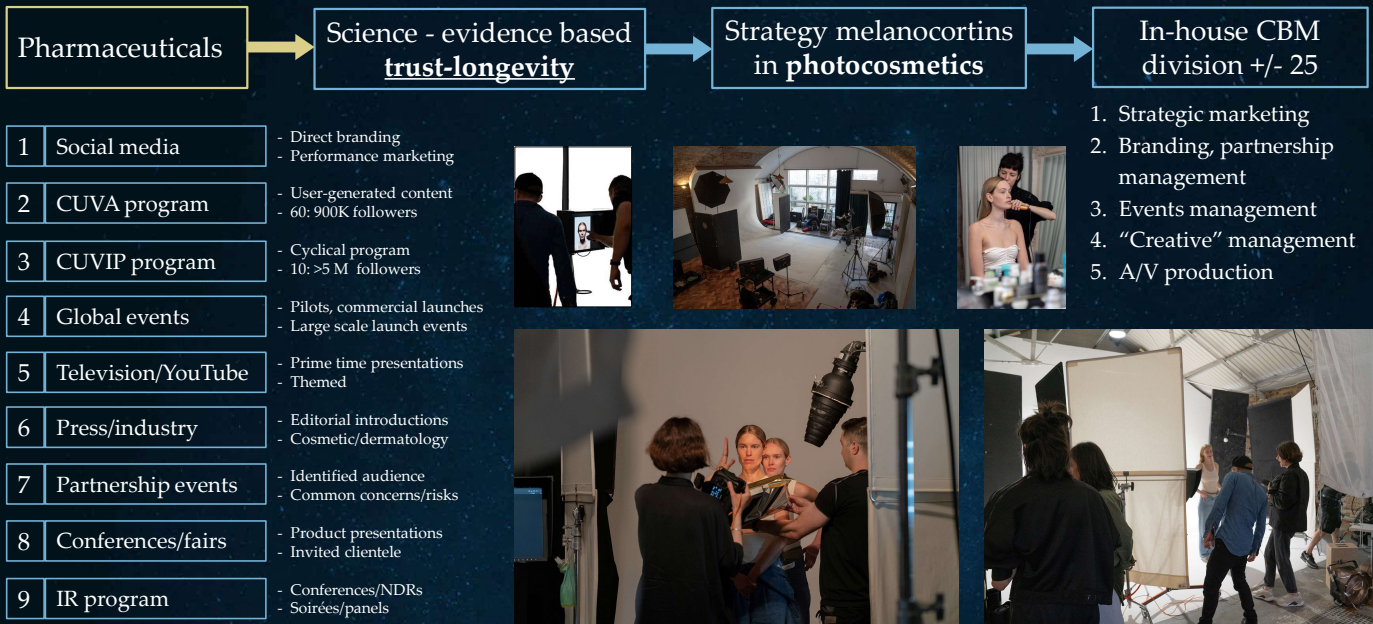 Pharmaceuticals
Science - evidence based
trust-longevity
Strategy melanocortins
in photocosmetics
In-house CBM
division +/- 25
1 Social media
- Direct branding
- Performance marketing
2 CUVA program
- User-generated content
- 60: 900K followers
3 CUVIP program
- Cyclical program
- 10: >5 M followers
4 Global events
- Pilots, commercial launches
- Large scale launch events
5 Television/YouTube
- Prime time presentations
- Themed
6 Press/industry
- Editorial introductions
- Cosmetic/dermatology
7 Partnership events
- Identified audience
- Common concerns/risks
8 Conferences/fairs
- Product presentations
- Invited clientele
9 IR program
- Conferences/NDRs
- Soirées/panels
1. Strategic marketing
2. Branding, partnership
management
3. Events management
4. “Creative” management
5. A/V production